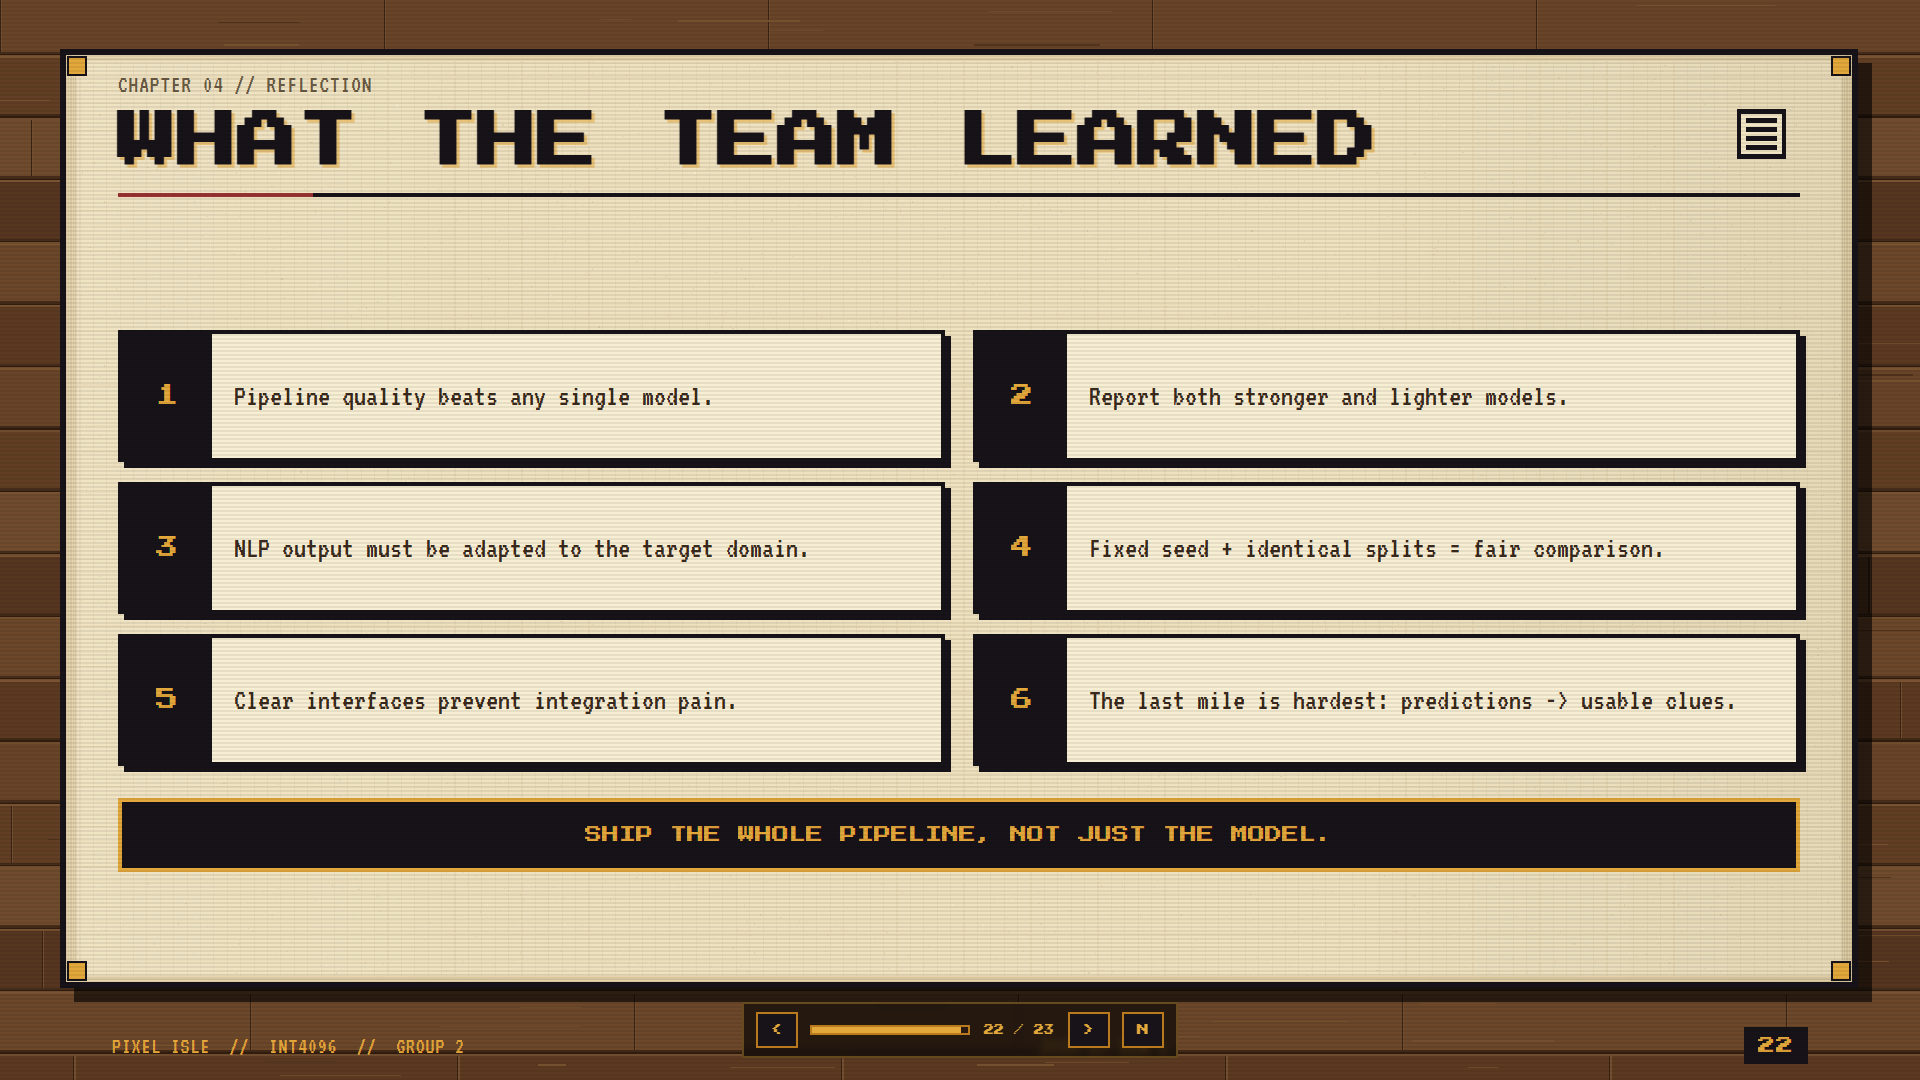 CHAPTER 04 // REFLECTION
WHAT THE TEAM LEARNED
1 Pipeline quality beats any single model.
2 Report both stronger and lighter models.
3 NLP output must be adapted to the target domain.
4 Fixed seed + identical splits = fair comparison.
5 Clear interfaces prevent integration pain.
6 The last mile is hardest: predictions -> usable clues.
SHIP THE WHOLE PIPELINE, NOT JUST THE MODEL.
< 22 / 23 > N
PIXEL ISLE // INT4096 // GROUP 2
22